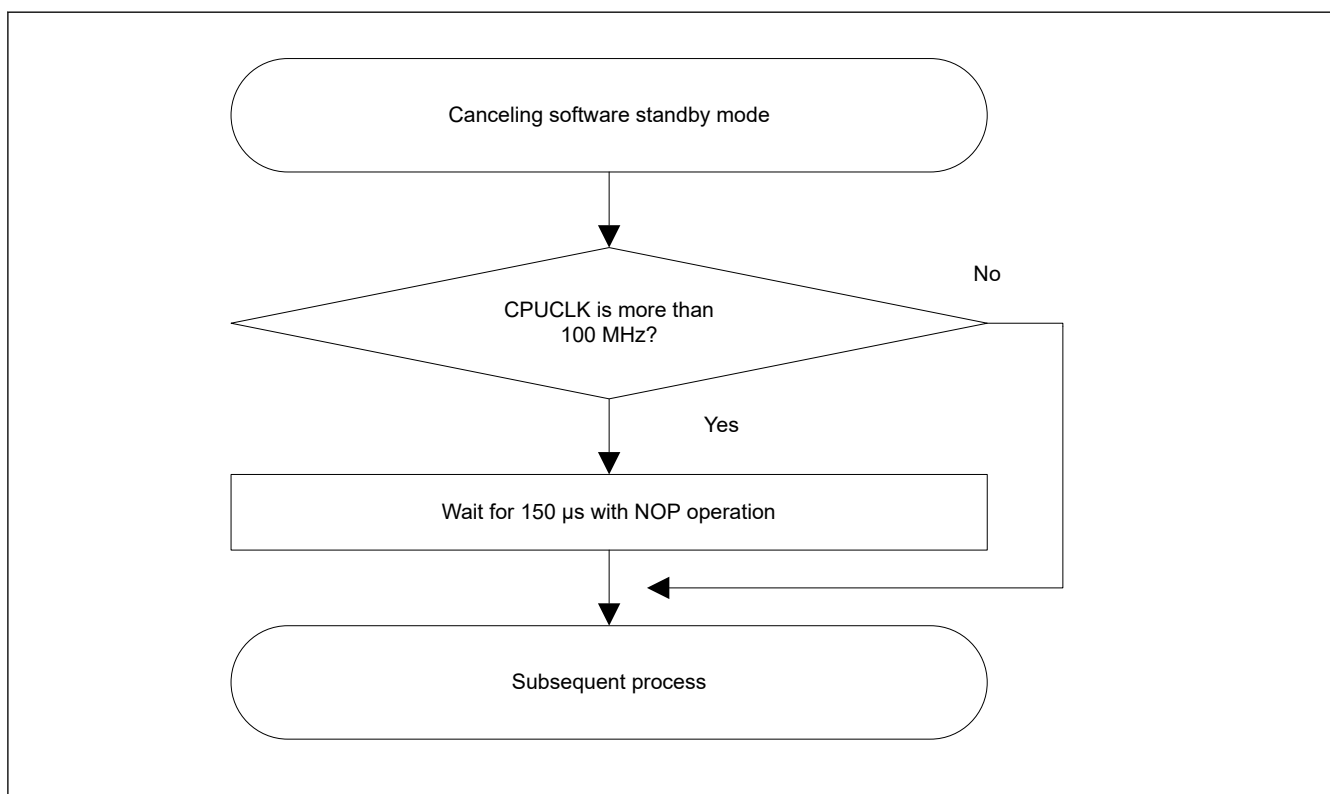 Canceling software standby mode
No
CPUCLK is more than
100 MHz?
Yes
Wait for 150 µs with NOP operation
Subsequent process